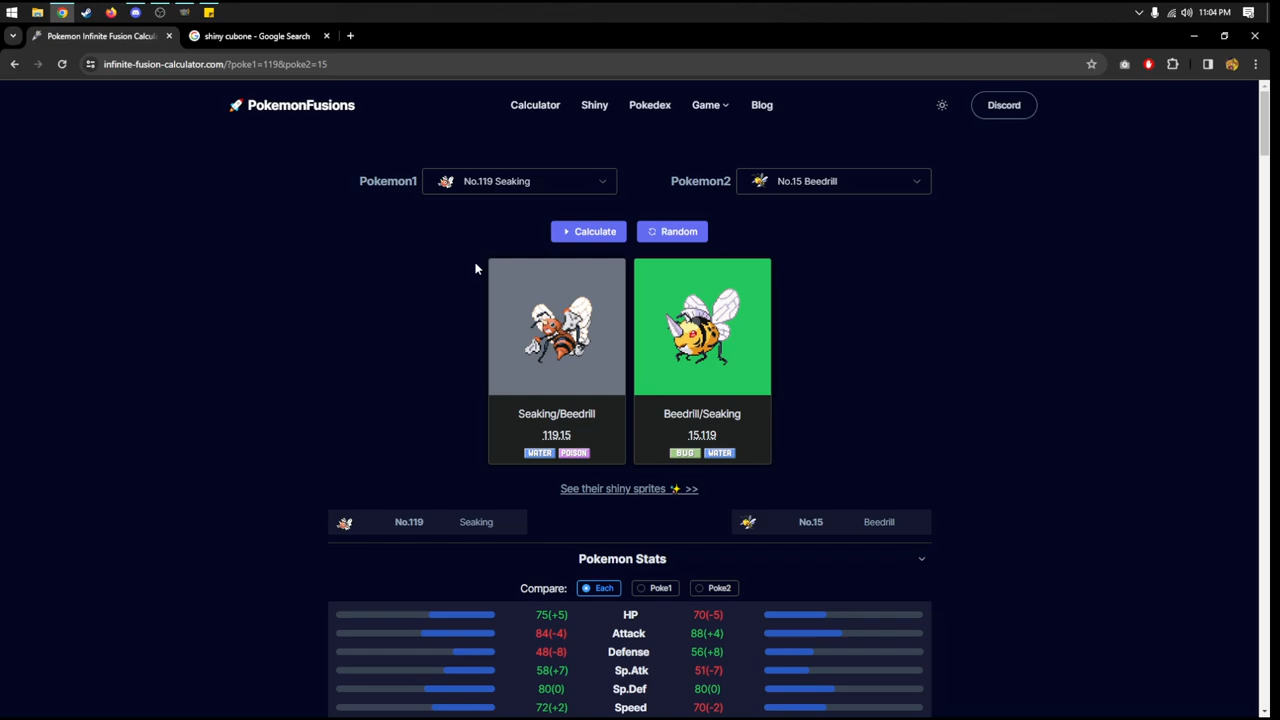 11:04 PM
Pokemon Infinite Fusion Calcul
shiny cubone - Google Search
infinite-fusion-calculator.com/?poke1=119&poke2=15
PokemonFusions
Calculator Shiny Pokedex Game Blog Discord
Pokemon1 No.119 Seaking Pokemon2 No.15 Beedrill
Calculate Random
Seaking/Beedrill Beedrill/Seaking
119.15 15.119
WATER POISON BUG WATER
See their shiny sprites ✨ >>
No.119 Seaking No.15 Beedrill
Pokemon Stats
Compare: Each Poke1 Poke2
75(+5) HP 70(-5)
84(-4) Attack 88(+4)
48(-8) Defense 56(+8)
58(+7) Sp.Atk 51(-7)
80(0) Sp.Def 80(0)
72(+2) Speed 70(-2)